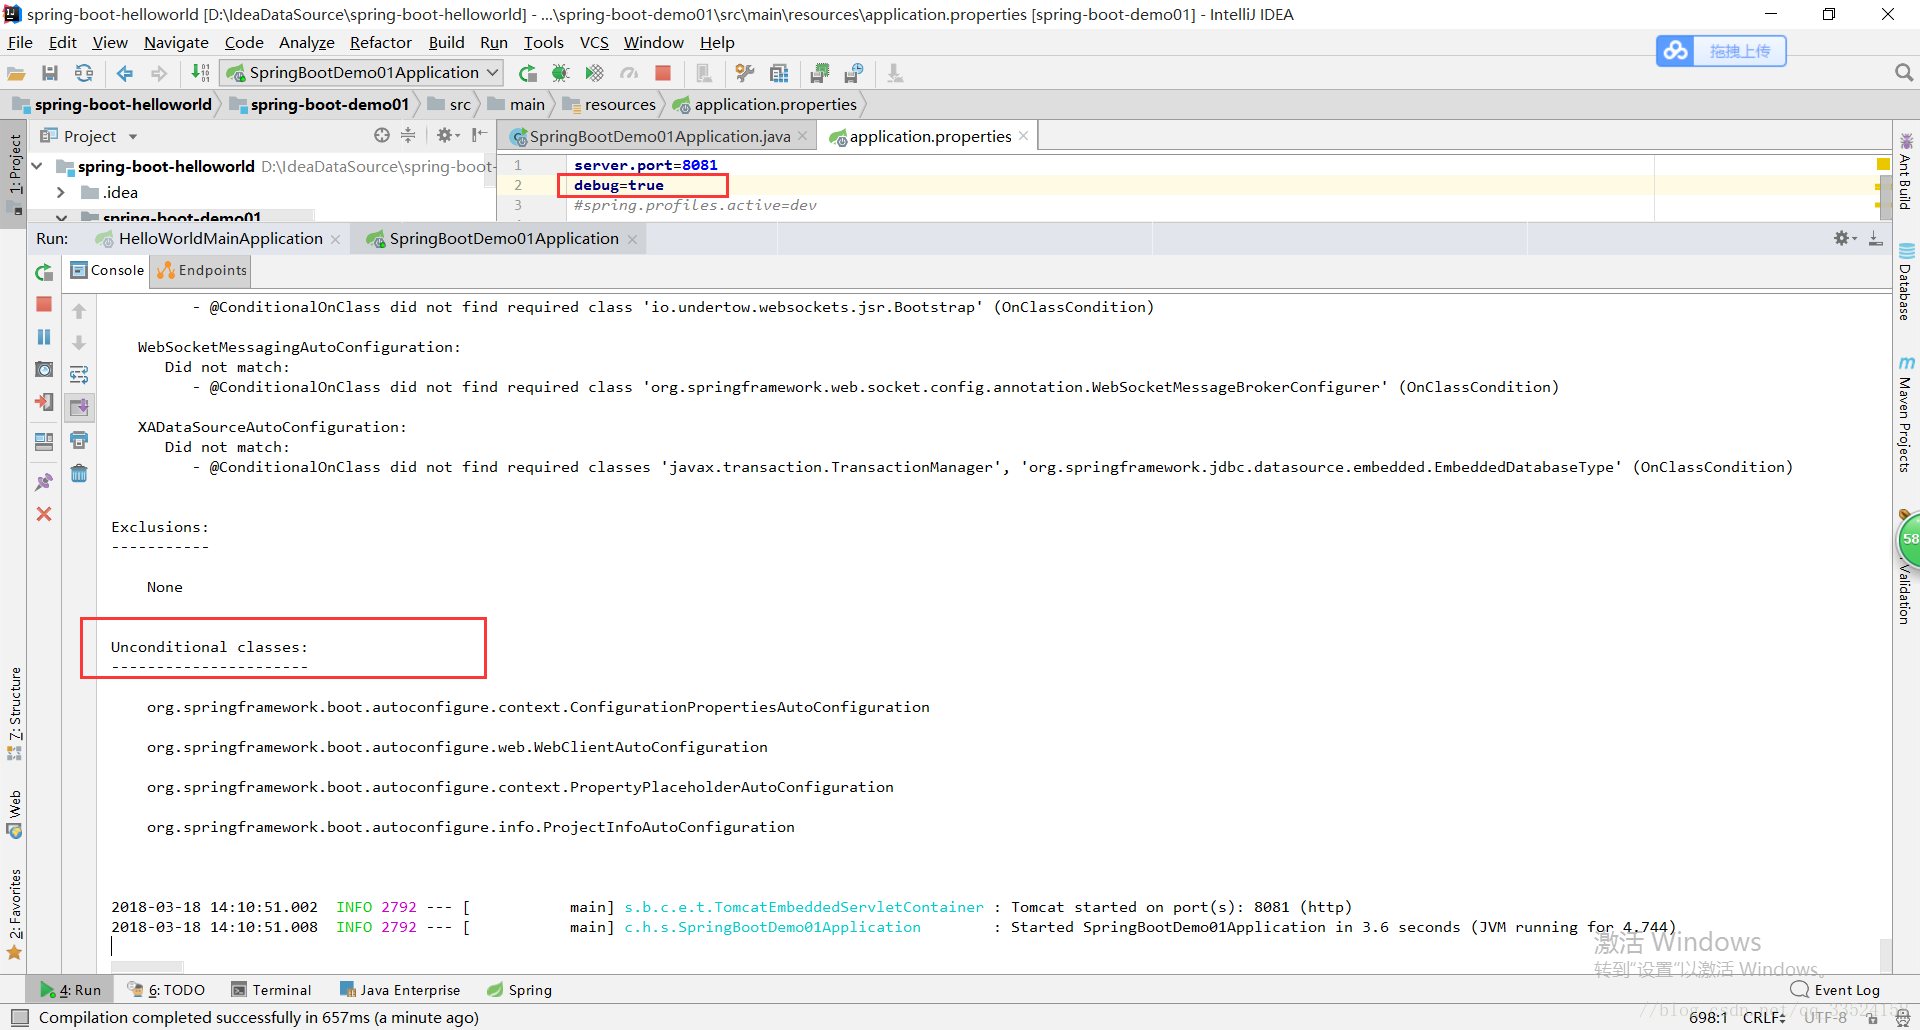 spring-boot-helloworld [D:\IdeaDataSource\spring-boot-helloworld] - ...\spring-boot-demo01\src\main\resources\application.properties [spring-boot-demo01] - IntelliJ IDEA
File Edit View Navigate Code Analyze Refactor Build Run Tools VCS Window Help
拖拽上传
SpringBootDemo01Application
spring-boot-helloworld spring-boot-demo01 src main resources application.properties
Project
SpringBootDemo01Application.java application.properties
spring-boot-helloworld D:\IdeaDataSource\spring-boot-
.idea
spring-boot-demo01
1 server.port=8081
2 debug=true
3 #spring.profiles.active=dev
Run: HelloWorldMainApplication SpringBootDemo01Application
Console Endpoints
- @ConditionalOnClass did not find required class 'io.undertow.websockets.jsr.Bootstrap' (OnClassCondition)
WebSocketMessagingAutoConfiguration:
Did not match:
- @ConditionalOnClass did not find required class 'org.springframework.web.socket.config.annotation.WebSocketMessageBrokerConfigurer' (OnClassCondition)
XADataSourceAutoConfiguration:
Did not match:
- @ConditionalOnClass did not find required classes 'javax.transaction.TransactionManager', 'org.springframework.jdbc.datasource.embedded.EmbeddedDatabaseType' (OnClassCondition)
Exclusions:
-----------
None
Unconditional classes:
----------------------
org.springframework.boot.autoconfigure.context.ConfigurationPropertiesAutoConfiguration
org.springframework.boot.autoconfigure.web.WebClientAutoConfiguration
org.springframework.boot.autoconfigure.context.PropertyPlaceholderAutoConfiguration
org.springframework.boot.autoconfigure.info.ProjectInfoAutoConfiguration
2018-03-18 14:10:51.002 INFO 2792 --- [ main] s.b.c.e.t.TomcatEmbeddedServletContainer : Tomcat started on port(s): 8081 (http)
2018-03-18 14:10:51.008 INFO 2792 --- [ main] c.h.s.SpringBootDemo01Application : Started SpringBootDemo01Application in 3.6 seconds (JVM running for 4.744)
激活 Windows
转到“设置”以激活 Windows。
1: Project
7: Structure
Web
2: Favorites
Ant Build
Database
Maven Projects
58
Validation
4: Run 6: TODO Terminal Java Enterprise Spring Event Log
Compilation completed successfully in 657ms (a minute ago) 698:1 CRLF UTF-8